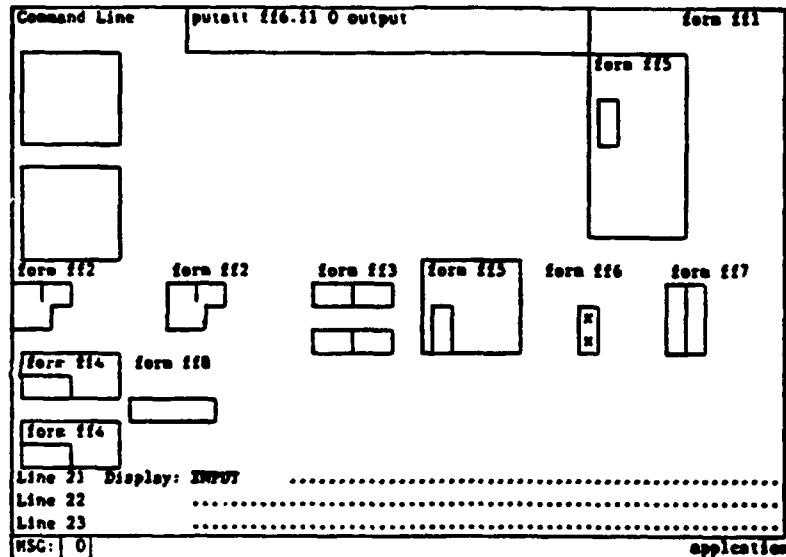 Command Line putatt ff6.i1 0 output form ff1
form ff5
form ff2 form ff2 form ff3 form ff5 form ff6 form ff7
x
x
form ff4 form ff8
form ff4
Line 21 Display: INPUT ........................................
Line 22 ................................................
Line 23 ................................................
MSG: 0 application